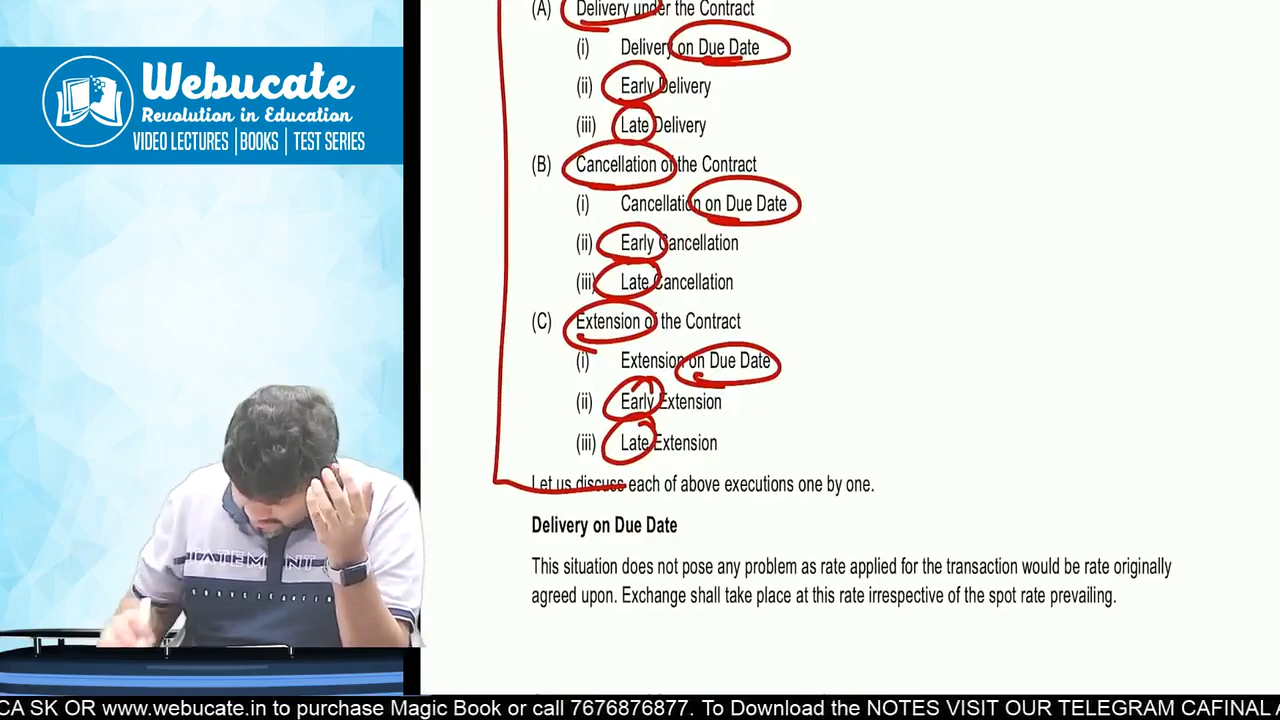 Webucate
Revolution in Education
VIDEO LECTURES | BOOKS | TEST SERIES
(A) Delivery under the Contract
(i) Delivery on Due Date
(ii) Early Delivery
(iii) Late Delivery
(B) Cancellation of the Contract
(i) Cancellation on Due Date
(ii) Early Cancellation
(iii) Late Cancellation
(C) Extension of the Contract
(i) Extension on Due Date
(ii) Early Extension
(iii) Late Extension
Let us discuss each of above executions one by one.
Delivery on Due Date
This situation does not pose any problem as rate applied for the transaction would be rate originally
agreed upon. Exchange shall take place at this rate irrespective of the spot rate prevailing.
CA SK OR www.webucate.in to purchase Magic Book or call 7676876877. To Download the NOTES VISIT OUR TELEGRAM CAFINAL A